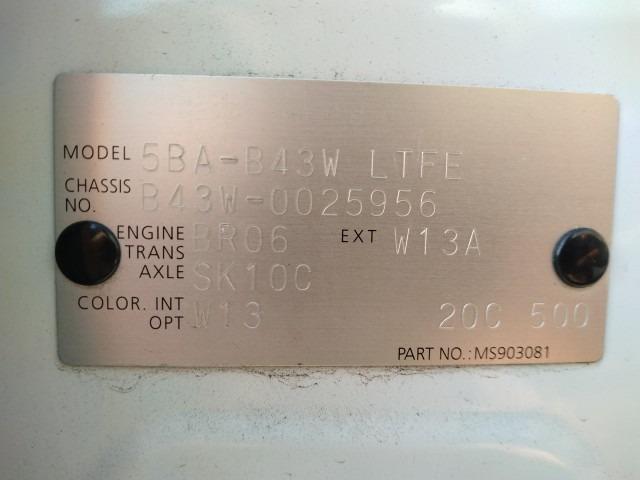 MODEL 5BA-B43W LTFE
CHASSIS NO. B43W-0025956
ENGINE BR06 EXT W13A
TRANS AXLE SK10C
COLOR. INT W13
OPT 20C 500
PART NO.: MS903081